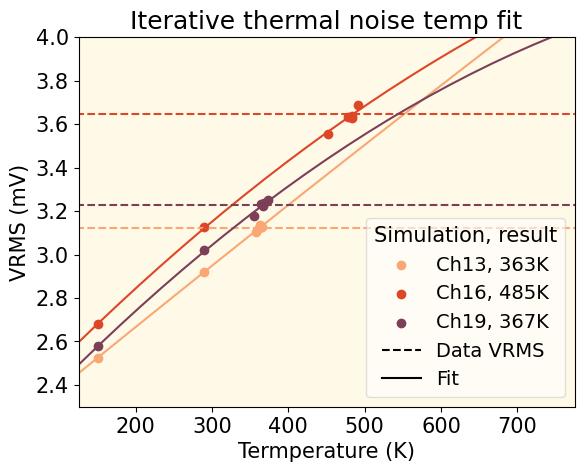 Iterative thermal noise temp fit
VRMS (mV)
4.0
3.8
3.6
3.4
3.2
3.0
2.8
2.6
2.4
Simulation, result
Ch13, 363K
Ch16, 485K
Ch19, 367K
Data VRMS
Fit
200 300 400 500 600 700
Termperature (K)